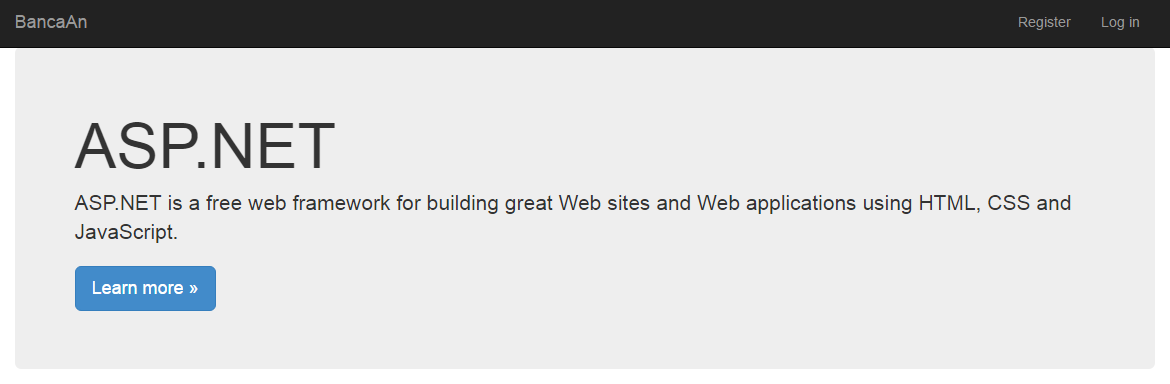 BancaAn Register Log in
ASP.NET
ASP.NET is a free web framework for building great Web sites and Web applications using HTML, CSS and
JavaScript.
Learn more »